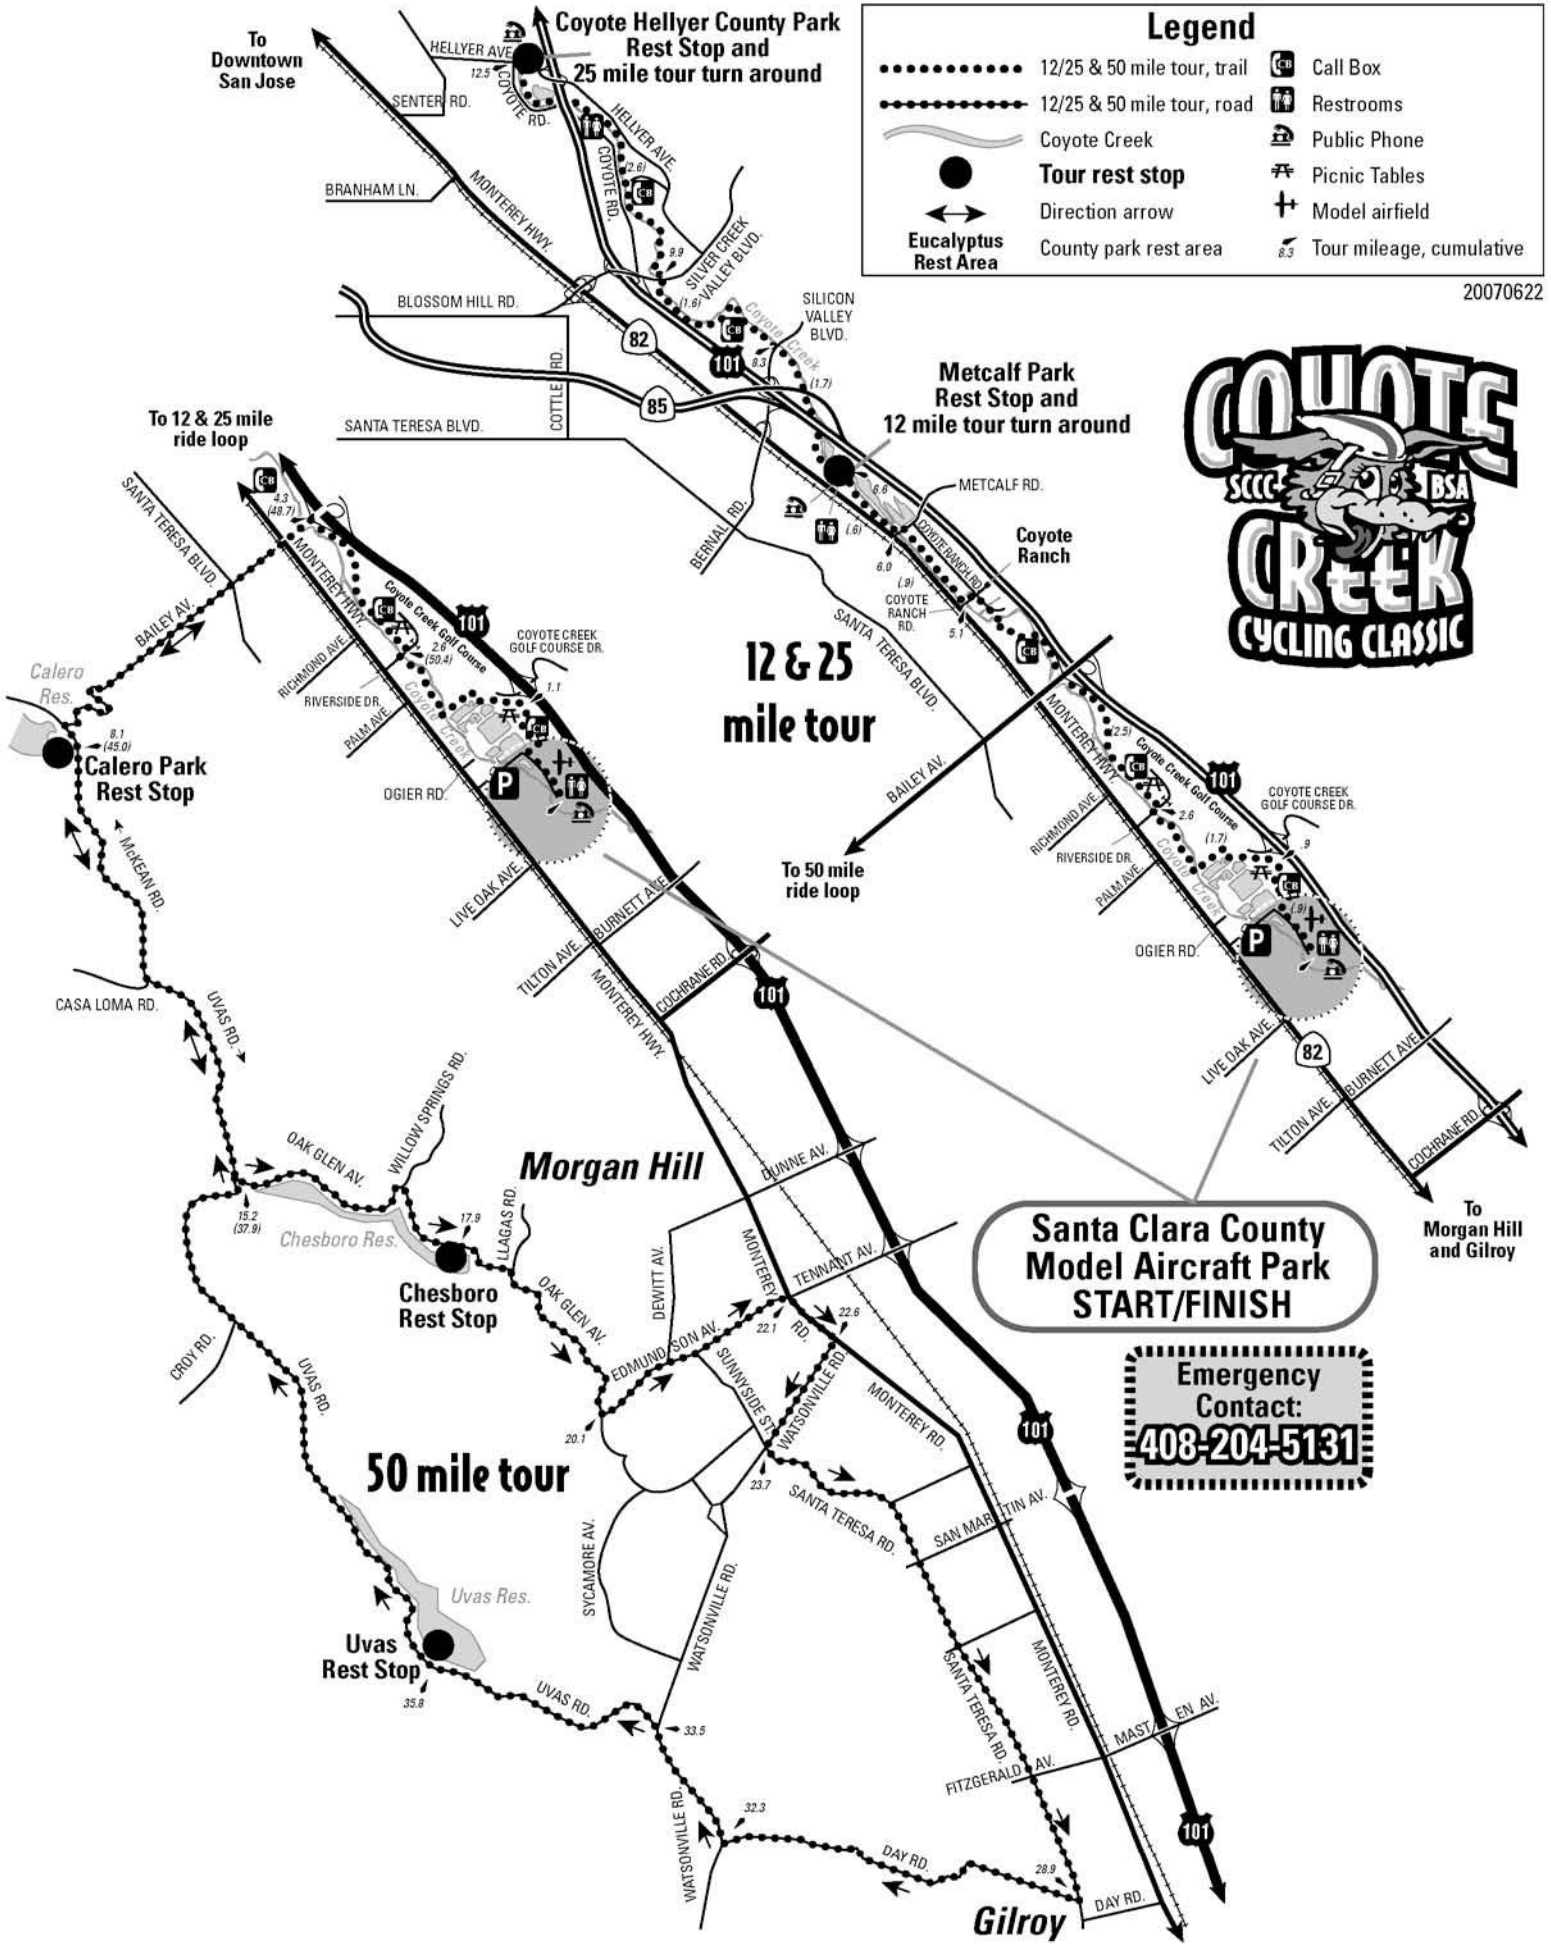 To
Downtown
San Jose
Coyote Hellyer County Park
Rest Stop and
25 mile tour turn around
HELLYER AVE.
12.5
COYOTE RD.
SENTER RD.
HELLYER AVE.
COYOTE RD.
(2.6)
CB
BRANHAM LN.
MONTEREY HWY.
9.9
SILVER CREEK
VALLEY BLVD.
(1.6)
BLOSSOM HILL RD.
82
101
CB
Coyote Creek
SILICON
VALLEY
BLVD.
8.3
(1.7)
COTTLE RD.
85
SANTA TERESA BLVD.
Metcalf Park
Rest Stop and
12 mile tour turn around
6.6
METCALF RD.
(.6)
6.0
COYOTE RANCH RD.
Coyote
Ranch
(.9)
COYOTE
RANCH
RD.
5.1
BERNAL RD.
SANTA TERESA BLVD.
CB
12 & 25
mile tour
BAILEY AV.
To 50 mile
ride loop
MONTEREY HWY.
(2.5)
CB
Coyote Creek Golf Course
101
COYOTE CREEK
GOLF COURSE DR.
RICHMOND AVE.
2.6
RIVERSIDE DR.
(1.7)
.9
PALM AVE.
Coyote Creek
CB
(.9)
OGIER RD.
P
LIVE OAK AVE.
82
TILTON AVE.
BURNETT AVE.
COCHRANE RD.
To
Morgan Hill
and Gilroy
Legend
12/25 & 50 mile tour, trail
12/25 & 50 mile tour, road
Coyote Creek
Tour rest stop
Direction arrow
Eucalyptus
Rest Area
County park rest area
CB
Call Box
Restrooms
Public Phone
Picnic Tables
Model airfield
8.3
Tour mileage, cumulative
20070622
COYOTE
SCCC
BSA
CREEK
CYCLING CLASSIC
To 12 & 25 mile
ride loop
CB
4.3
(48.7)
SANTA TERESA BLVD.
MONTEREY HWY.
BAILEY AV.
CB
Coyote Creek Golf Course
101
COYOTE CREEK
GOLF COURSE DR.
2.6
(50.4)
RICHMOND AVE.
RIVERSIDE DR.
1.1
PALM AVE.
Coyote Creek
CB
OGIER RD.
P
LIVE OAK AVE.
TILTON AVE.
BURNETT AVE.
COCHRANE RD.
MONTEREY HWY.
101
Calero
Res.
8.1
(45.0)
Calero Park
Rest Stop
McKEAN RD.
CASA LOMA RD.
UVAS RD.
OAK GLEN AV.
WILLOW SPRINGS RD.
15.2
(37.9)
Chesboro Res.
17.9
LLAGAS RD.
Chesboro
Rest Stop
Morgan Hill
DUNNE AV.
MONTEREY
RD.
DEWITT AV.
TENNANT AV.
OAK GLEN AV.
EDMUNDSON AV.
22.1
22.6
20.1
SUNNYSIDE ST.
WATSONVILLE RD.
MONTEREY RD.
23.7
SANTA TERESA RD.
101
SAN MARTIN AV.
CROY RD.
UVAS RD.
50 mile tour
SYCAMORE AV.
WATSONVILLE RD.
Uvas Res.
Uvas
Rest Stop
35.8
UVAS RD.
33.5
SANTA TERESA RD.
MONTEREY RD.
MASTEN AV.
FITZGERALD AV.
WATSONVILLE RD.
32.3
DAY RD.
28.9
DAY RD.
101
Gilroy
Santa Clara County
Model Aircraft Park
START/FINISH
Emergency
Contact:
408-204-5131